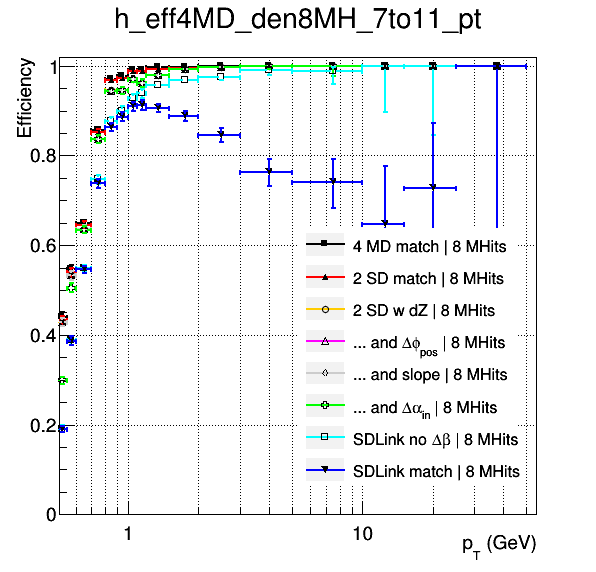 h_eff4MD_den8MH_7to11_pt
Efficiency
1
0.8
0.6
0.4
0.2
0
4 MD match | 8 MHits
2 SD match | 8 MHits
2 SD w dZ | 8 MHits
... and Δϕpos | 8 MHits
... and slope | 8 MHits
... and Δαin | 8 MHits
SDLink no Δβ | 8 MHits
SDLink match | 8 MHits
1
10
pT (GeV)